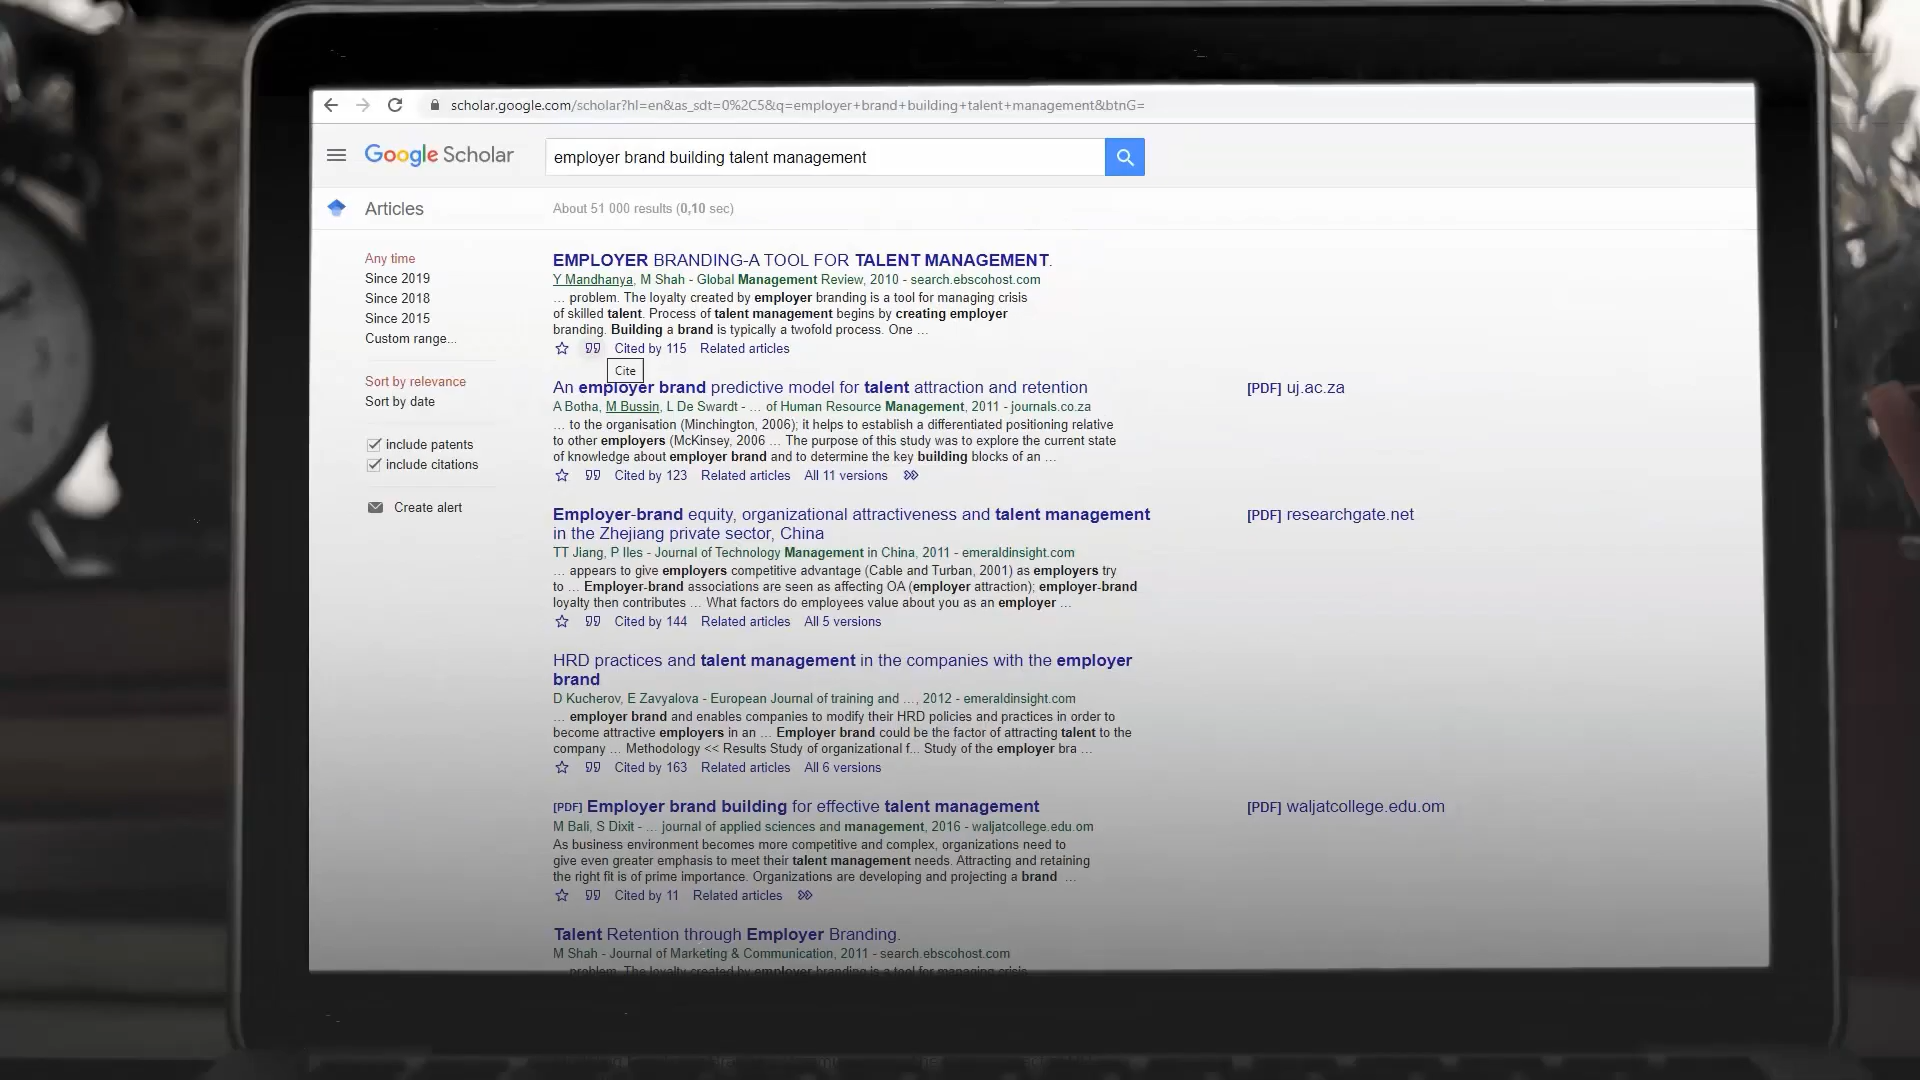 scholar.google.com/scholar?hl=en&as_sdt=0%2C5&q=employer+brand+building+talent+management&btnG=
Google Scholar
employer brand building talent management
Articles
About 51 000 results (0,10 sec)
Any time
Since 2019
Since 2018
Since 2015
Custom range...
Sort by relevance
Sort by date
include patents
include citations
Create alert
EMPLOYER BRANDING-A TOOL FOR TALENT MANAGEMENT.
Y Mandhanya, M Shah - Global Management Review, 2010 - search.ebscohost.com
... problem. The loyalty created by employer branding is a tool for managing crisis
of skilled talent. Process of talent management begins by creating employer
branding. Building a brand is typically a twofold process. One ...
Cited by 115 Related articles
Cite
An employer brand predictive model for talent attraction and retention
[PDF] uj.ac.za
A Botha, M Bussin, L De Swardt - ... of Human Resource Management, 2011 - journals.co.za
... to the organisation (Minchington, 2006); it helps to establish a differentiated positioning relative
to other employers (McKinsey, 2006 ... The purpose of this study was to explore the current state
of knowledge about employer brand and to determine the key building blocks of an ...
Cited by 123 Related articles All 11 versions
Employer-brand equity, organizational attractiveness and talent management
in the Zhejiang private sector, China
[PDF] researchgate.net
TT Jiang, P Iles - Journal of Technology Management in China, 2011 - emeraldinsight.com
... appears to give employers competitive advantage (Cable and Turban, 2001) as employers try
to ... Employer-brand associations are seen as affecting OA (employer attraction); employer-brand
loyalty then contributes ... What factors do employees value about you as an employer ...
Cited by 144 Related articles All 5 versions
HRD practices and talent management in the companies with the employer
brand
D Kucherov, E Zavyalova - European Journal of training and ..., 2012 - emeraldinsight.com
... employer brand and enables companies to modify their HRD policies and practices in order to
become attractive employers in an ... Employer brand could be the factor of attracting talent to the
company ... Methodology << Results Study of organizational f... Study of the employer bra ...
Cited by 163 Related articles All 6 versions
[PDF] Employer brand building for effective talent management
[PDF] waljatcollege.edu.om
M Bali, S Dixit - ... journal of applied sciences and management, 2016 - waljatcollege.edu.om
As business environment becomes more competitive and complex, organizations need to
give even greater emphasis to meet their talent management needs. Attracting and retaining
the right fit is of prime importance. Organizations are developing and projecting a brand ...
Cited by 11 Related articles
Talent Retention through Employer Branding.
M Shah - Journal of Marketing & Communication, 2011 - search.ebscohost.com
problem. The loyalty created by employer branding is a tool for managing crisis